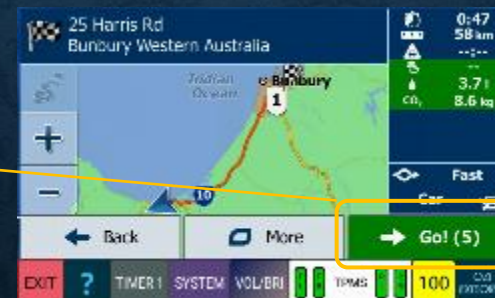 25 Harris Rd
Bunbury Western Australia
0:47
58 km
--:--
--
3.7 l
CO₂ 8.6 kg
Indian
Ocean
Bunbury
1
10
+
−
Fast
Car
Back
More
Go! (5)
EXIT
?
TIMER 1
SYSTEM
VOL/BRI
TPMS
100